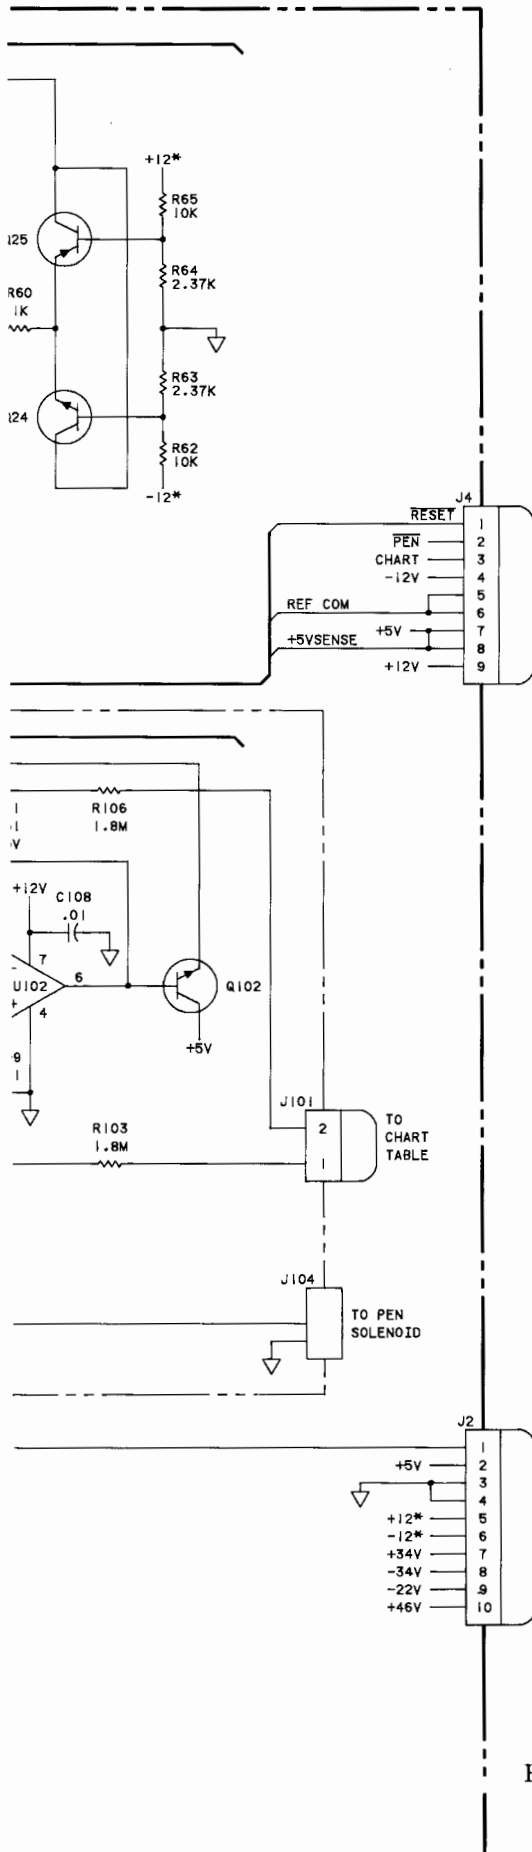 +12*
R65
10K
Q25
R64
2.37K
R60
1K
R63
2.37K
Q24
R62
10K
-12*
J4
RESET
1
PEN
2
CHART
3
-12V
4
5
REF COM
6
+5V
7
+5VSENSE
8
+12V
9
R106
1.8M
+12V
C108
.01
7
-
U102
6
+
4
Q102
+5V
J101
2
TO
CHART
TABLE
R103
1.8M
1
J104
TO PEN
SOLENOID
J2
1
+5V
2
3
4
+12*
5
-12*
6
+34V
7
-34V
8
-22V
9
+46V
10